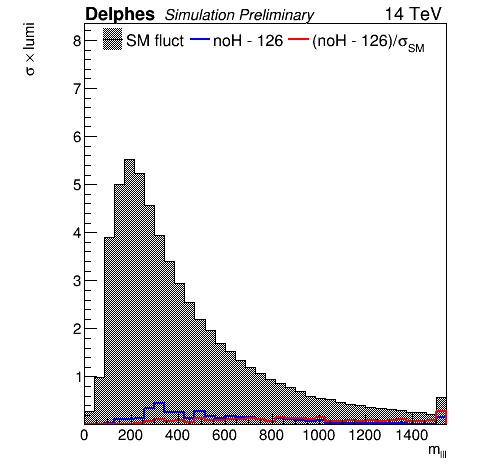 Delphes Simulation Preliminary 14 TeV
σ × lumi
SM fluct noH - 126 (noH - 126)/σSM
8
7
6
5
4
3
2
1
0 200 400 600 800 1000 1200 1400
mlll